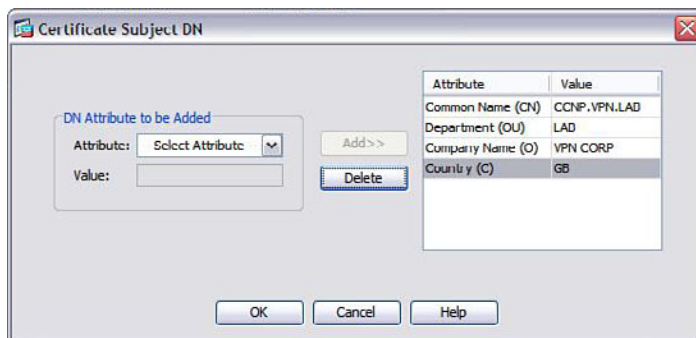 Certificate Subject DN
DN Attribute to be Added
Attribute: Select Attribute
Value:
Add>>
Delete
Attribute Value
Common Name (CN) CCNP.VPN.LAB
Department (OU) LAB
Company Name (O) VPN CORP
Country (C) GB
OK Cancel Help